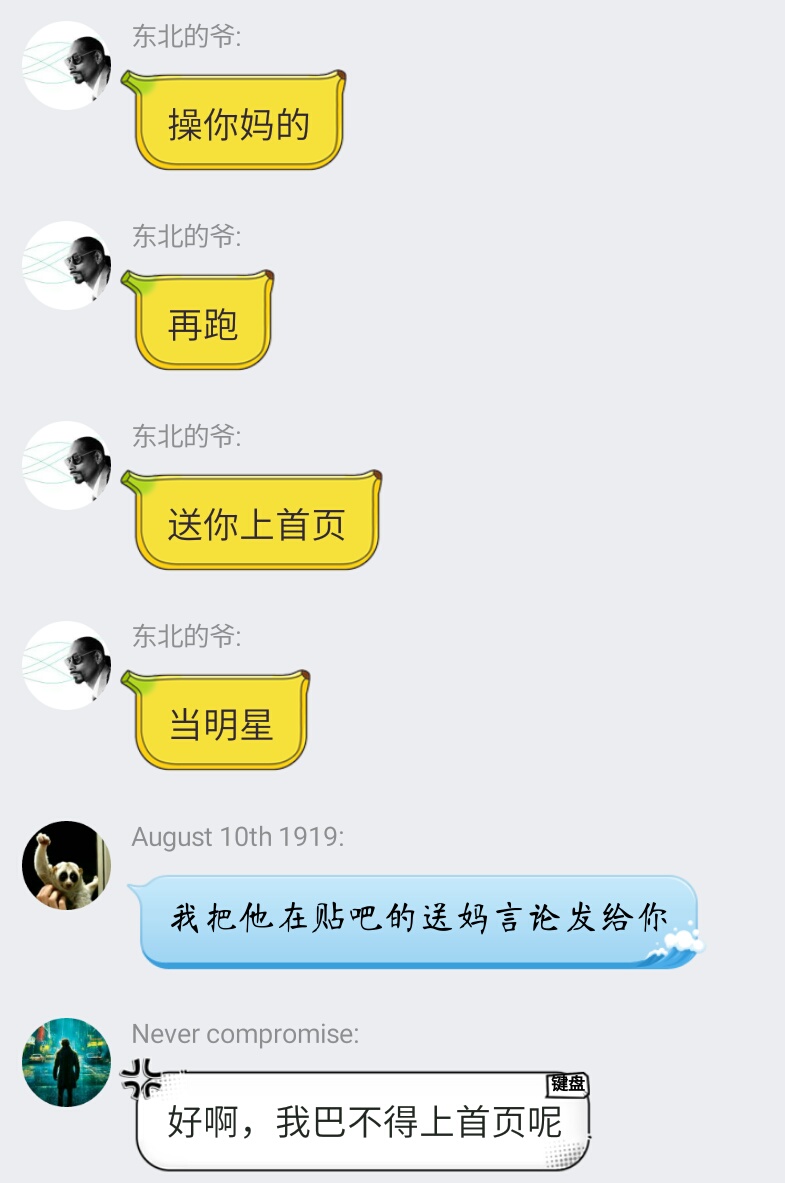 东北的爷:
操你妈的
东北的爷:
再跑
东北的爷:
送你上首页
东北的爷:
当明星
August 10th 1919:
我把他在贴吧的送妈言论发给你
Never compromise:
键盘
好啊，我巴不得上首页呢